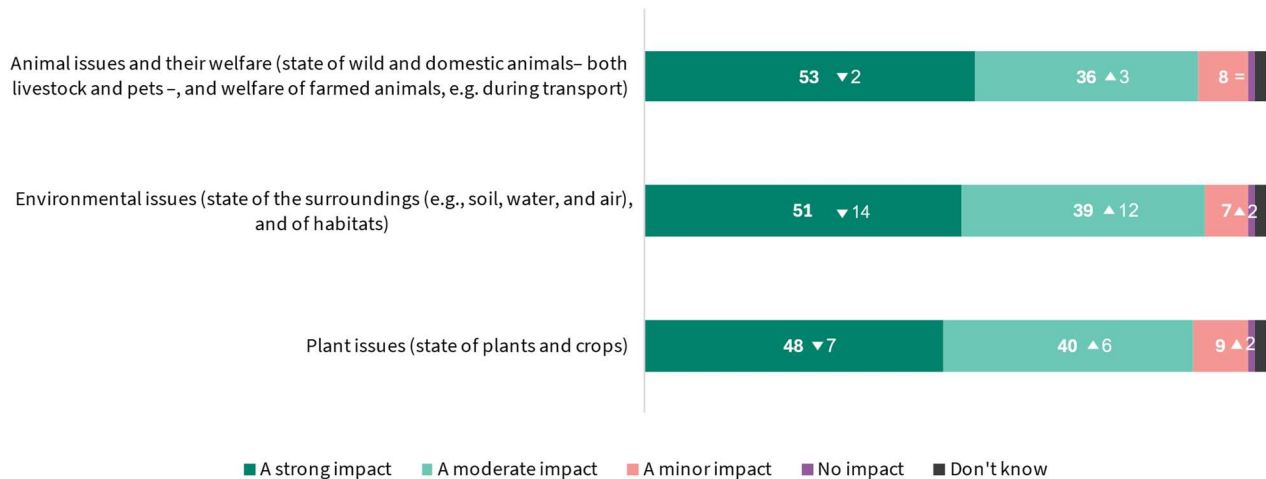 Animal issues and their welfare (state of wild and domestic animals– both
livestock and pets –, and welfare of farmed animals, e.g. during transport)
53 ▼2 36 ▲3 8 =
Environmental issues (state of the surroundings (e.g., soil, water, and air),
and of habitats)
51 ▼14 39 ▲12 7▲2
Plant issues (state of plants and crops)
48 ▼7 40 ▲6 9 ▲2
A strong impact A moderate impact A minor impact No impact Don't know